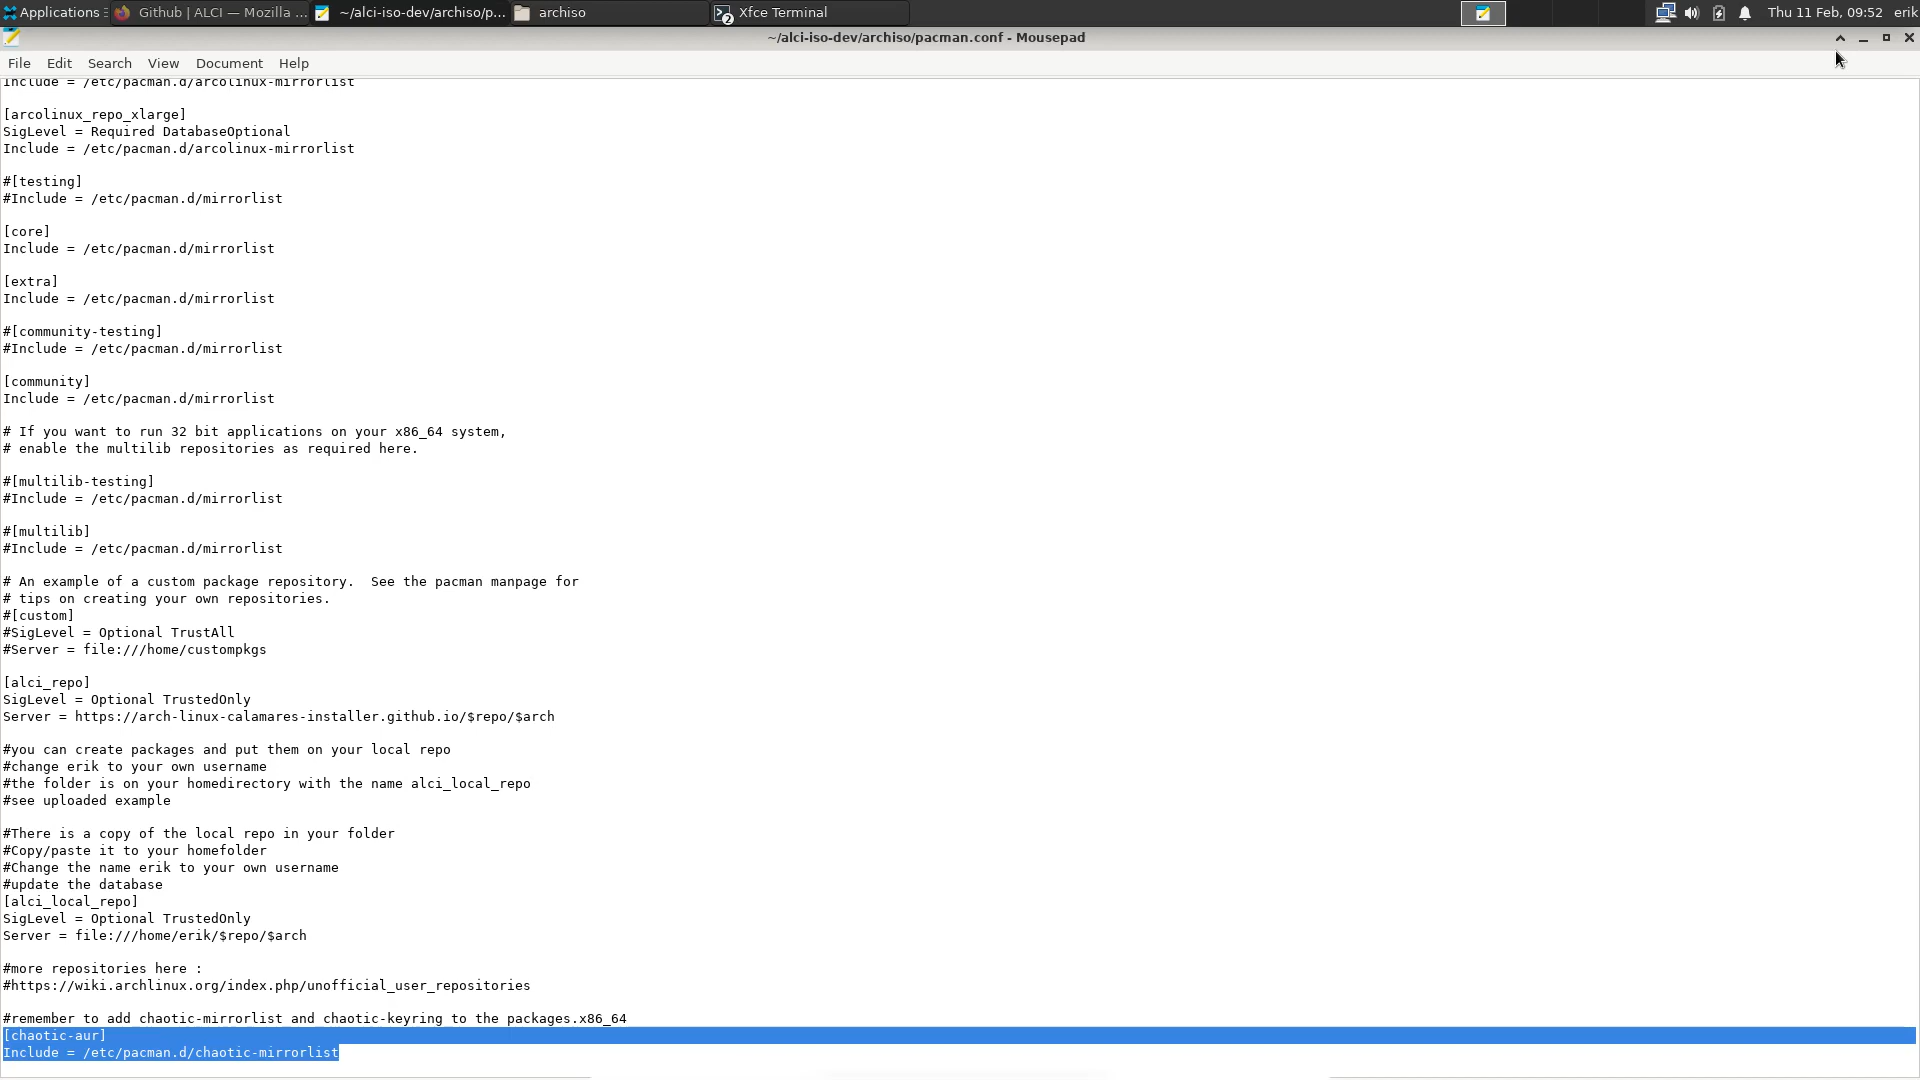 Applications
Github | ALCI — Mozilla ...
~/alci-iso-dev/archiso/p...
archiso
2
Xfce Terminal
Thu 11 Feb, 09:52
erik
~/alci-iso-dev/archiso/pacman.conf - Mousepad
File Edit Search View Document Help
Include = /etc/pacman.d/arcolinux-mirrorlist
[arcolinux_repo_xlarge]
SigLevel = Required DatabaseOptional
Include = /etc/pacman.d/arcolinux-mirrorlist
#[testing]
#Include = /etc/pacman.d/mirrorlist
[core]
Include = /etc/pacman.d/mirrorlist
[extra]
Include = /etc/pacman.d/mirrorlist
#[community-testing]
#Include = /etc/pacman.d/mirrorlist
[community]
Include = /etc/pacman.d/mirrorlist
# If you want to run 32 bit applications on your x86_64 system,
# enable the multilib repositories as required here.
#[multilib-testing]
#Include = /etc/pacman.d/mirrorlist
#[multilib]
#Include = /etc/pacman.d/mirrorlist
# An example of a custom package repository.  See the pacman manpage for
# tips on creating your own repositories.
#[custom]
#SigLevel = Optional TrustAll
#Server = file:///home/custompkgs
[alci_repo]
SigLevel = Optional TrustedOnly
Server = https://arch-linux-calamares-installer.github.io/$repo/$arch
#you can create packages and put them on your local repo
#change erik to your own username
#the folder is on your homedirectory with the name alci_local_repo
#see uploaded example
#There is a copy of the local repo in your folder
#Copy/paste it to your homefolder
#Change the name erik to your own username
#update the database
[alci_local_repo]
SigLevel = Optional TrustedOnly
Server = file:///home/erik/$repo/$arch
#more repositories here :
#https://wiki.archlinux.org/index.php/unofficial_user_repositories
#remember to add chaotic-mirrorlist and chaotic-keyring to the packages.x86_64
[chaotic-aur]
Include = /etc/pacman.d/chaotic-mirrorlist